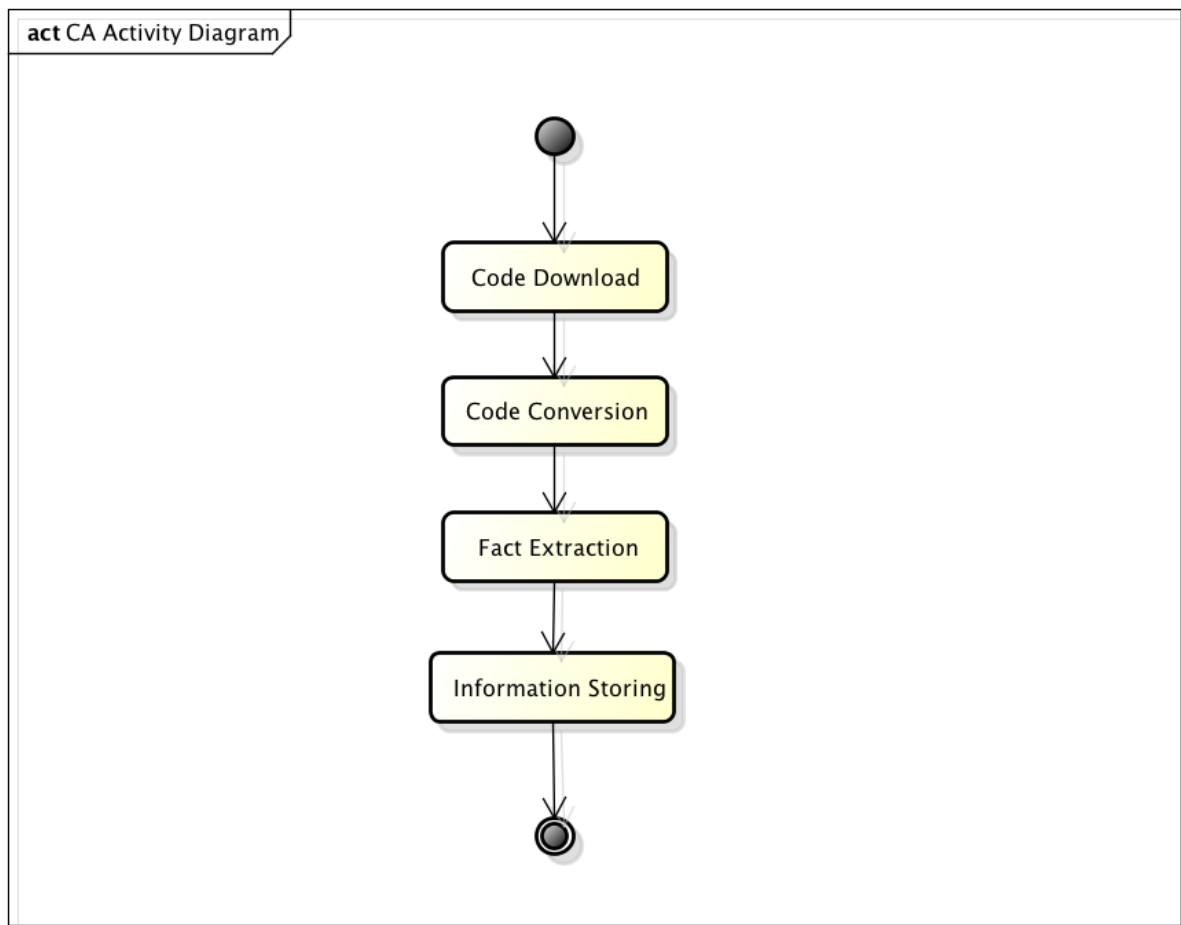 act CA Activity Diagram
Code Download
Code Conversion
Fact Extraction
Information Storing